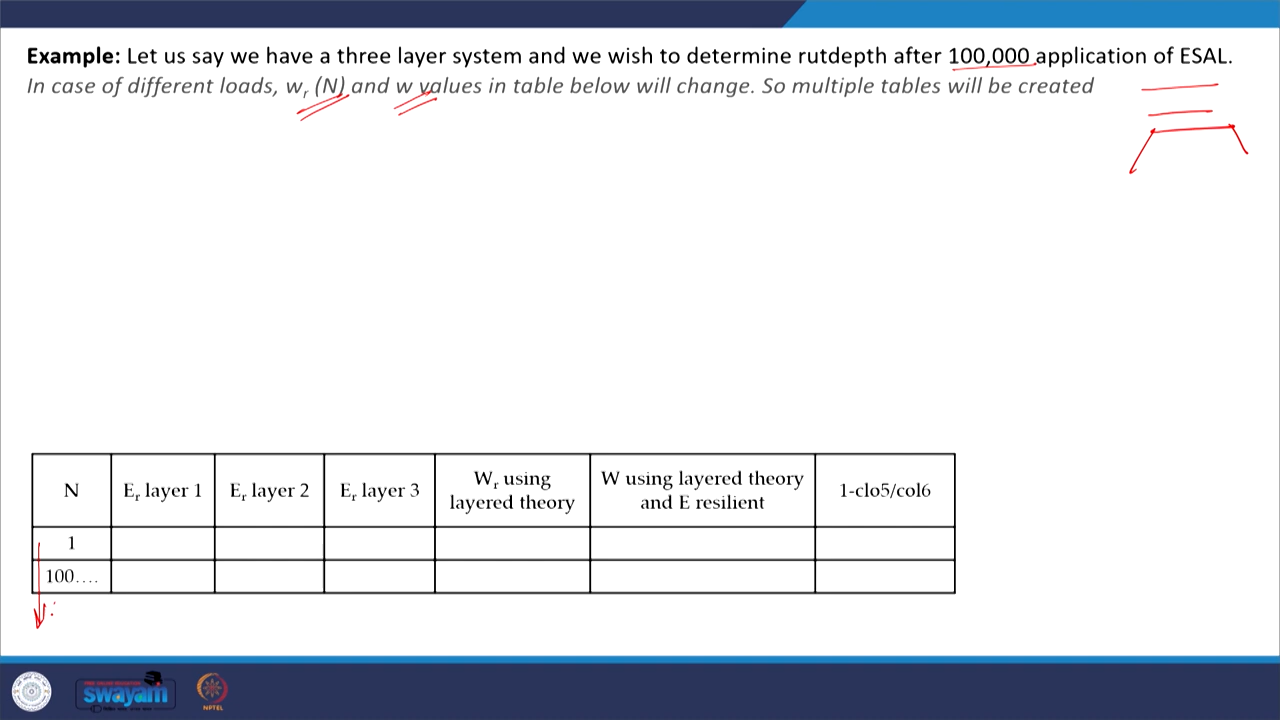 Example: Let us say we have a three layer system and we wish to determine rutdepth after 100,000 application of ESAL.
In case of different loads, wr (N) and w values in table below will change. So multiple tables will be created
N
Er layer 1
Er layer 2
Er layer 3
Wr using
layered theory
W using layered theory
and E resilient
1-clo5/col6
1
100....
swayam
NPTEL